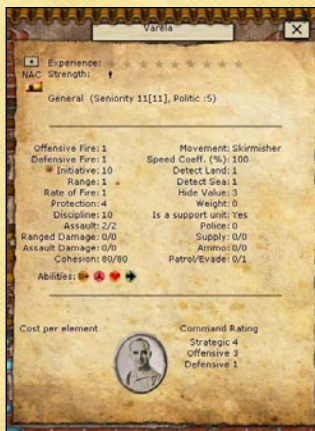 Varela
Experience:
NAC Strength:
General (Seniority 11[11], Politic :5)
Offensive Fire: 1
Defensive Fire: 1
Initiative: 10
Range: 1
Rate of Fire: 1
Protection: 4
Discipline: 10
Assault: 2/2
Ranged Damage: 0/0
Assault Damage: 0/0
Cohesion: 80/80
Movement: Skirmisher
Speed Coeff. (%): 100
Detect Land: 1
Detect Sea: 1
Hide Value: 3
Weight: 0
Is a support unit: Yes
Police: 0
Supply: 0/0
Ammo: 0/0
Patrol/Evade: 0/1
Abilities:
Cost per element
Command Rating
Strategic 4
Offensive 3
Defensive 1